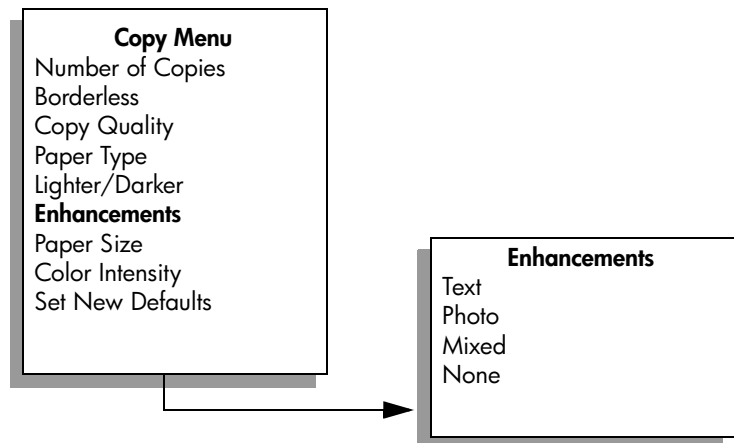 Copy Menu
Number of Copies
Borderless
Copy Quality
Paper Type
Lighter/Darker
Enhancements
Paper Size
Color Intensity
Set New Defaults
Enhancements
Text
Photo
Mixed
None